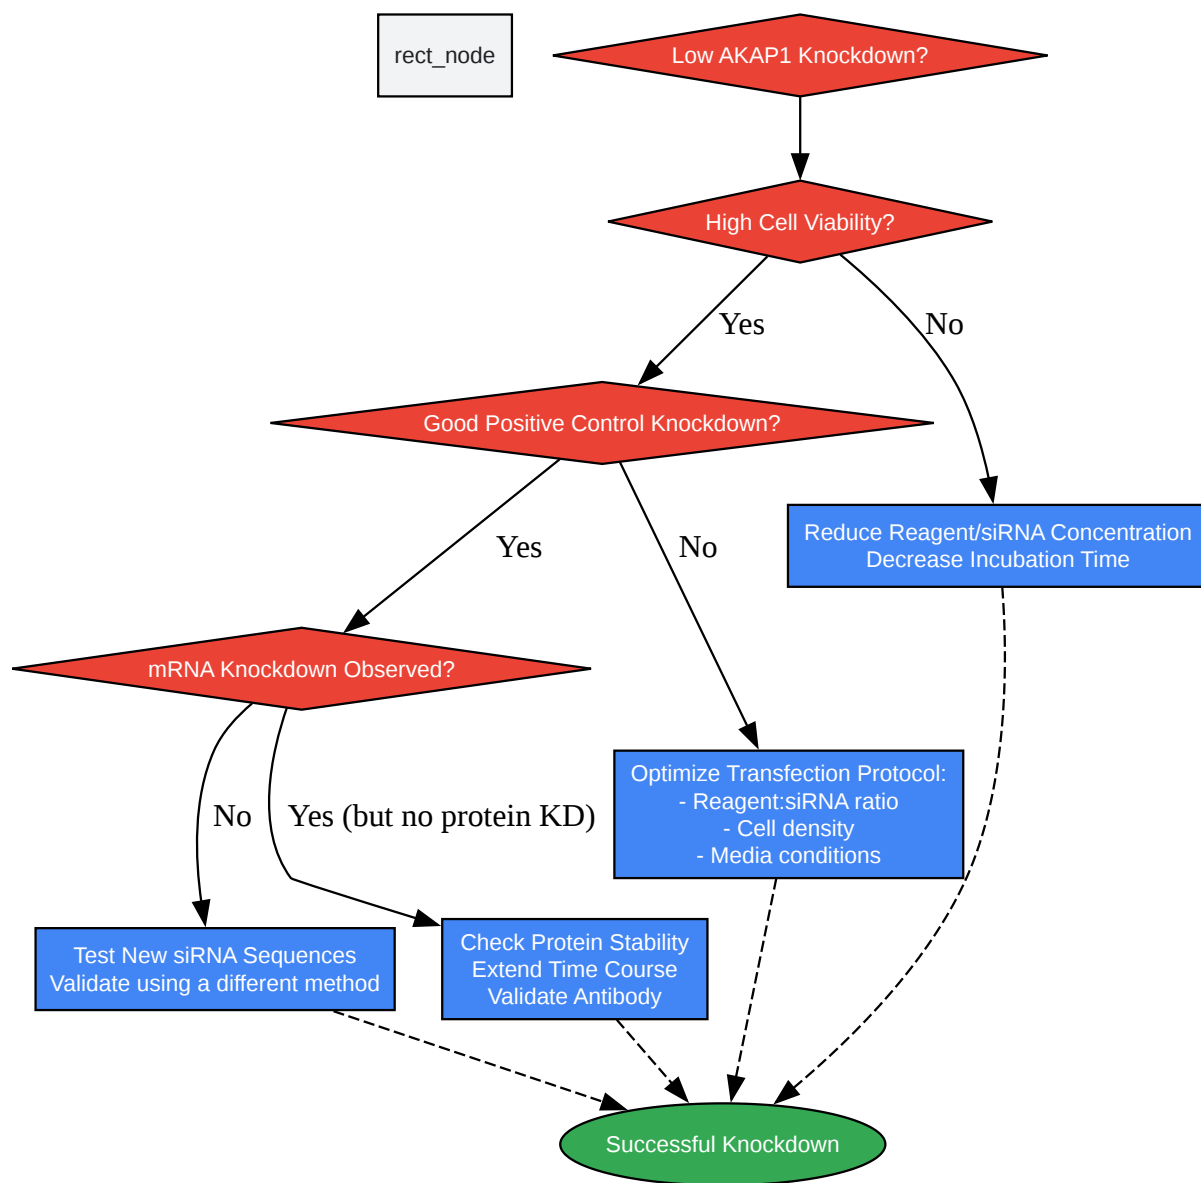 rect_node
Low AKAP1 Knockdown?
High Cell Viability?
Yes
No
Good Positive Control Knockdown?
Yes
No
Reduce Reagent/siRNA Concentration
Decrease Incubation Time
mRNA Knockdown Observed?
No
Yes (but no protein KD)
Optimize Transfection Protocol:
- Reagent:siRNA ratio
- Cell density
- Media conditions
Test New siRNA Sequences
Validate using a different method
Check Protein Stability
Extend Time Course
Validate Antibody
Successful Knockdown